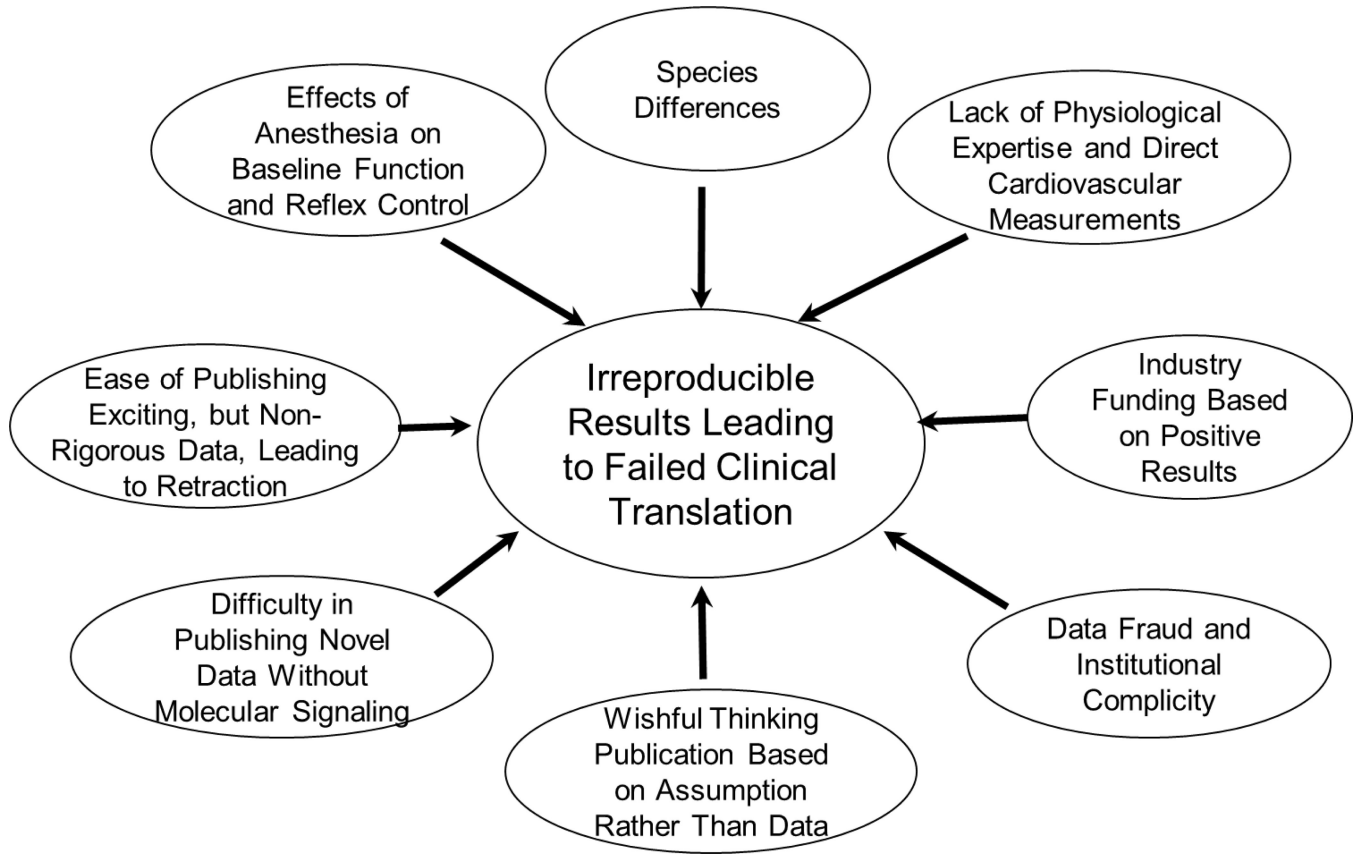 Species
Differences
Effects of
Anesthesia on
Baseline Function
and Reflex Control
Lack of Physiological
Expertise and Direct
Cardiovascular
Measurements
Ease of Publishing
Exciting, but Non-
Rigorous Data, Leading
to Retraction
Irreproducible
Results Leading
to Failed Clinical
Translation
Industry
Funding Based
on Positive
Results
Difficulty in
Publishing Novel
Data Without
Molecular Signaling
Wishful Thinking
Publication Based
on Assumption
Rather Than Data
Data Fraud and
Institutional
Complicity